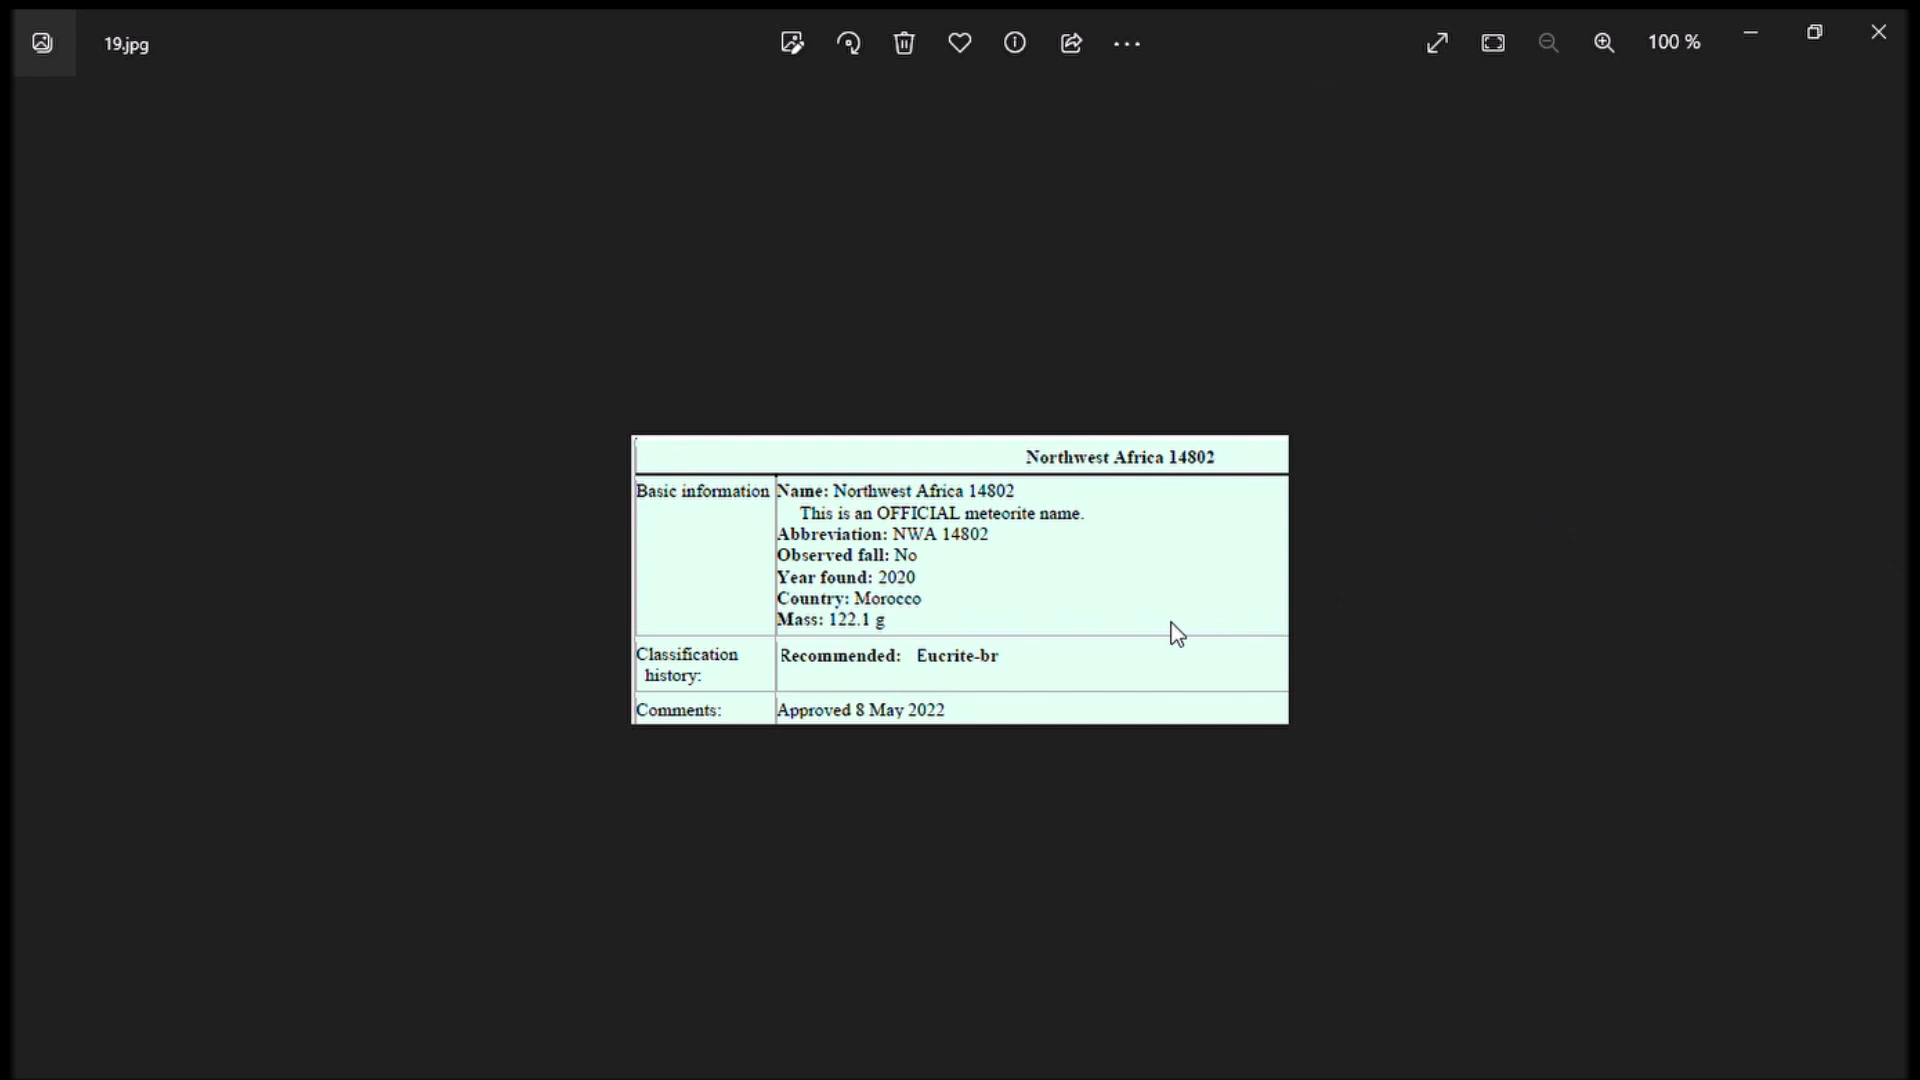 19.jpg
100 %
Northwest Africa 14802
Basic information
Name: Northwest Africa 14802
This is an OFFICIAL meteorite name.
Abbreviation: NWA 14802
Observed fall: No
Year found: 2020
Country: Morocco
Mass: 122.1 g
Classification
history:
Recommended: Eucrite-br
Comments:
Approved 8 May 2022